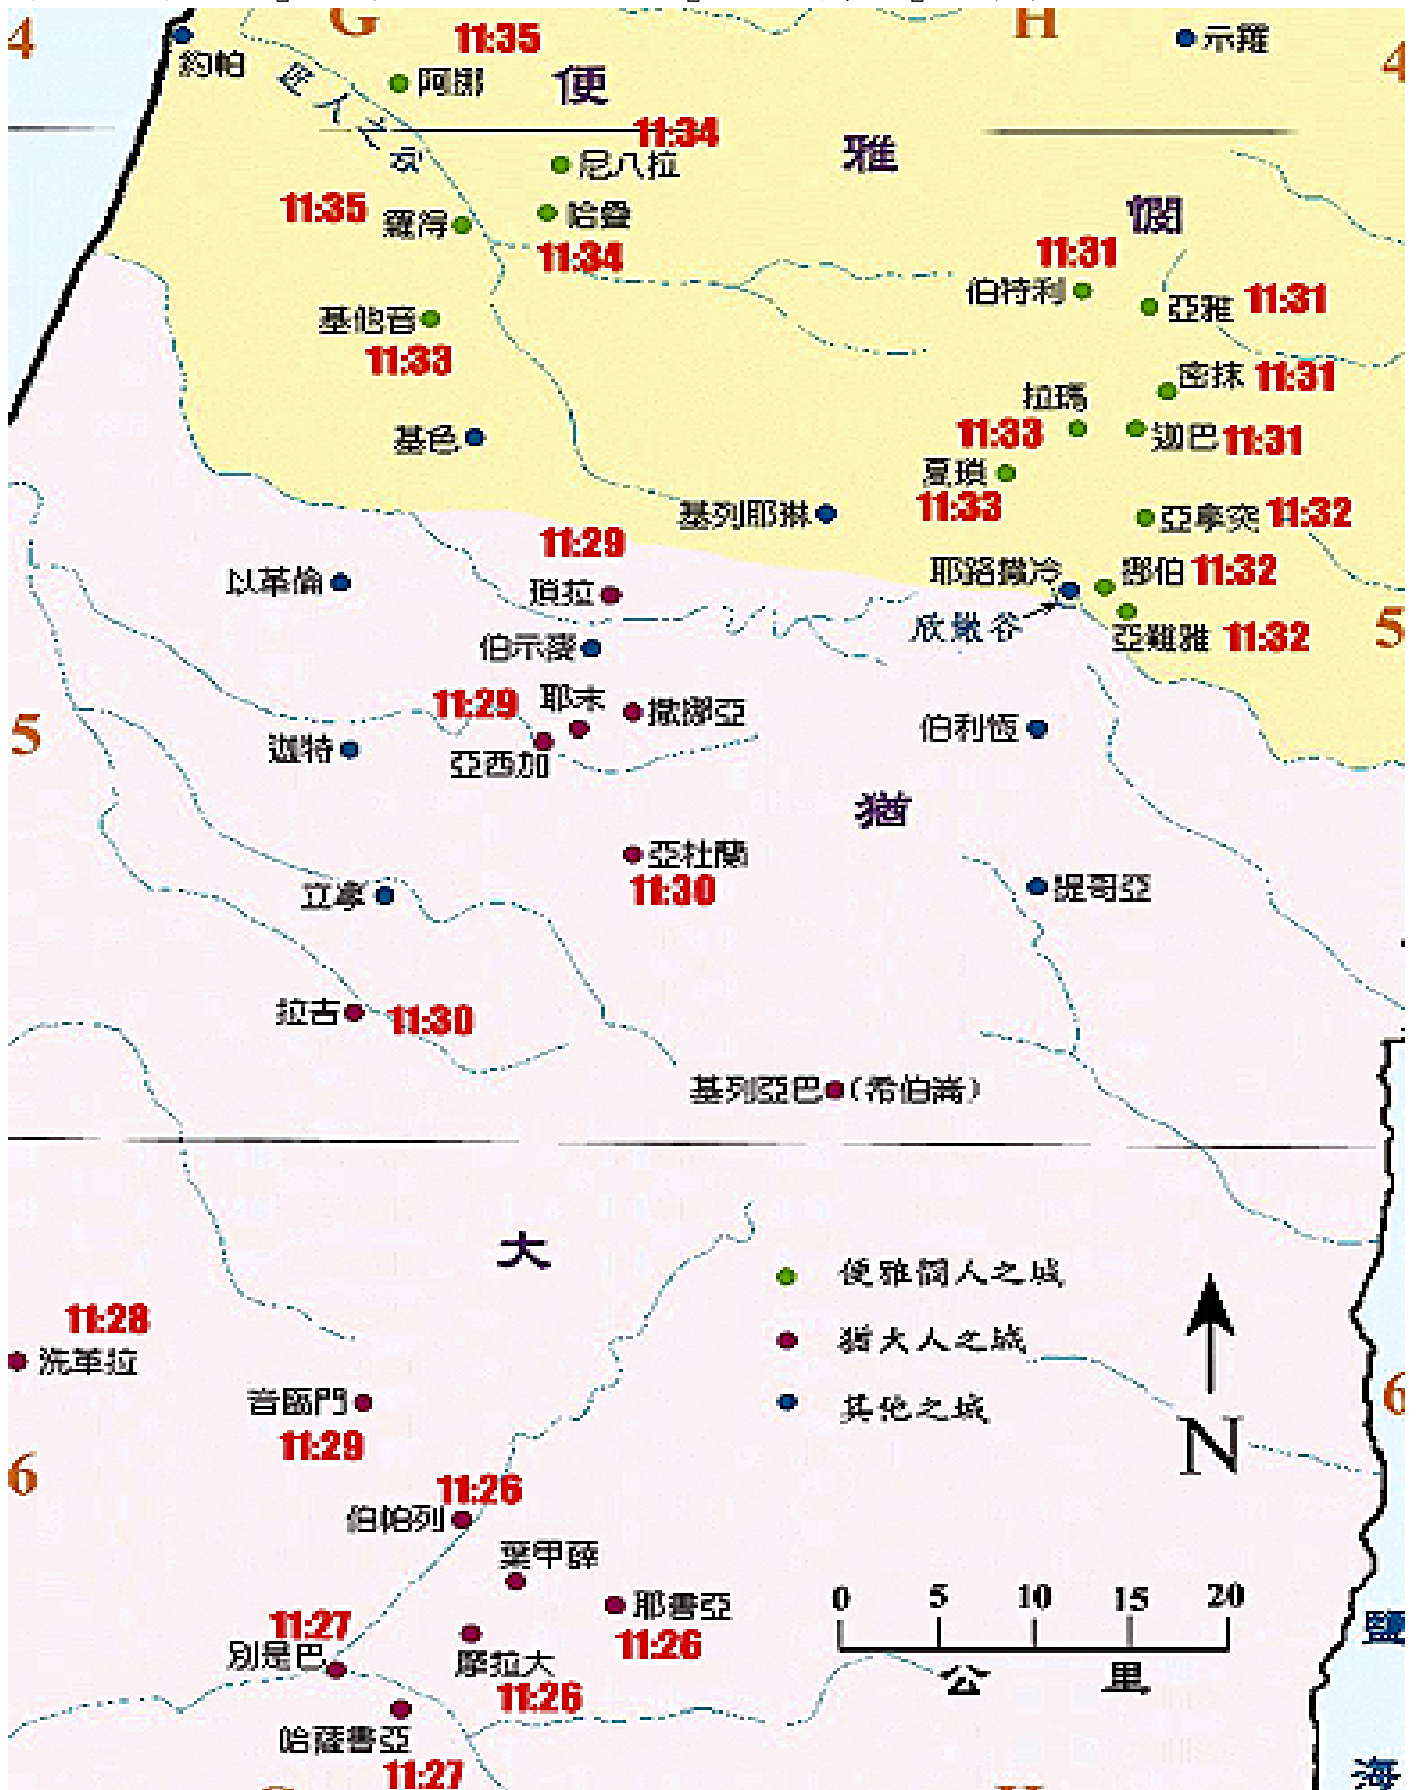 4
G
11:35
H
示羅
4
約帕
阿挪
便
匠人之谷
11:34
雅
尼八拉
11:35
羅得
哈疊
憫
11:34
11:31
伯特利
亞雅 11:31
基他音
11:33
密抹 11:31
拉瑪
基色
11:33
迦巴 11:31
夏瑣
11:33
基列耶琳
亞拿突 11:32
11:29
以革倫
瑣拉
耶路撒冷
挪伯 11:32
欣嫩谷
亞難雅 11:32
5
伯示麥
11:29
耶末
撒挪亞
伯利恆
5
迦特
亞西加
猶
亞杜蘭
11:30
立拿
提哥亞
拉吉
11:30
基列亞巴 (希伯崙)
大
便雅憫人之城
11:28
洗革拉
猶大人之城
音臨門
11:29
其他之城
6
N
6
11:26
伯帕列
葉甲薛
耶書亞
11:26
0 5 10 15 20
公里
11:27
別是巴
摩拉大
11:26
鹽
哈薩書亞
11:27
海